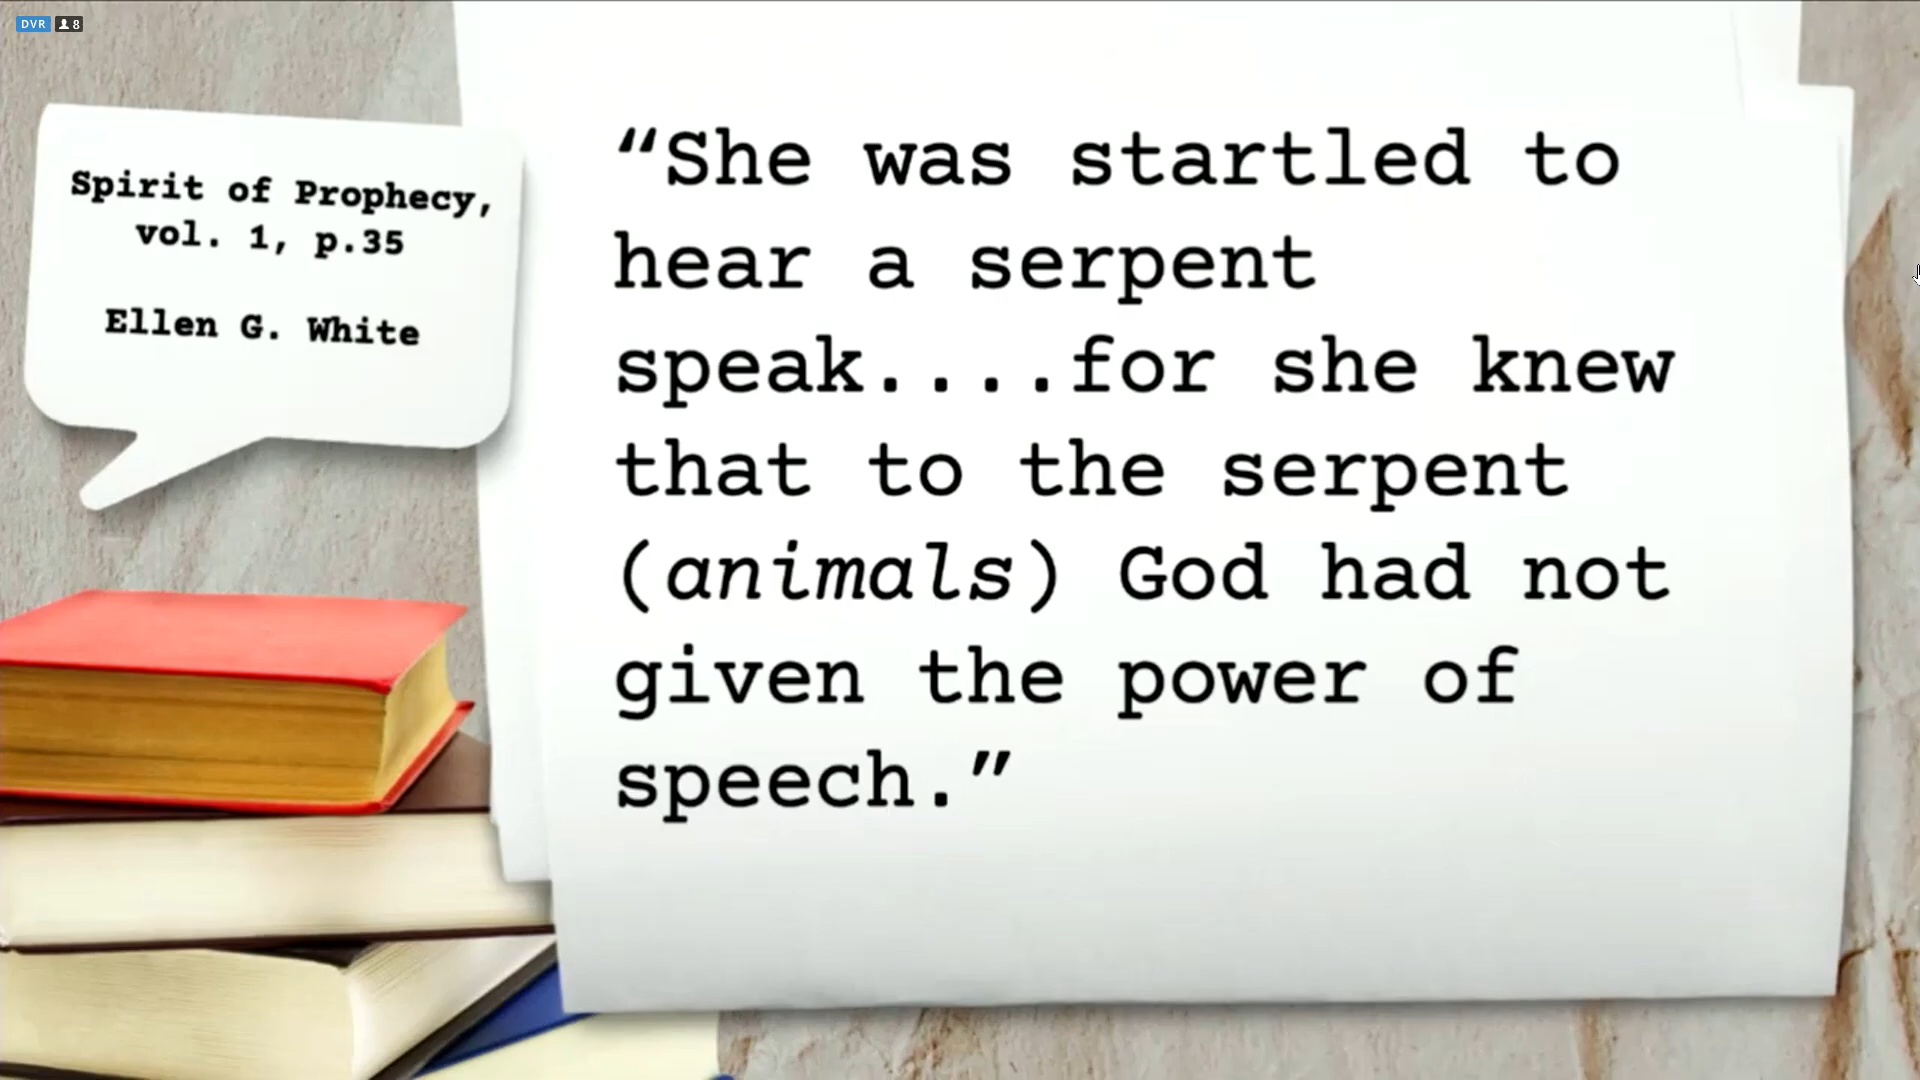 DVR 8
Spirit of Prophecy,
vol. 1, p.35
Ellen G. White
“She was startled to
hear a serpent
speak....for she knew
that to the serpent
(animals) God had not
given the power of
speech.”